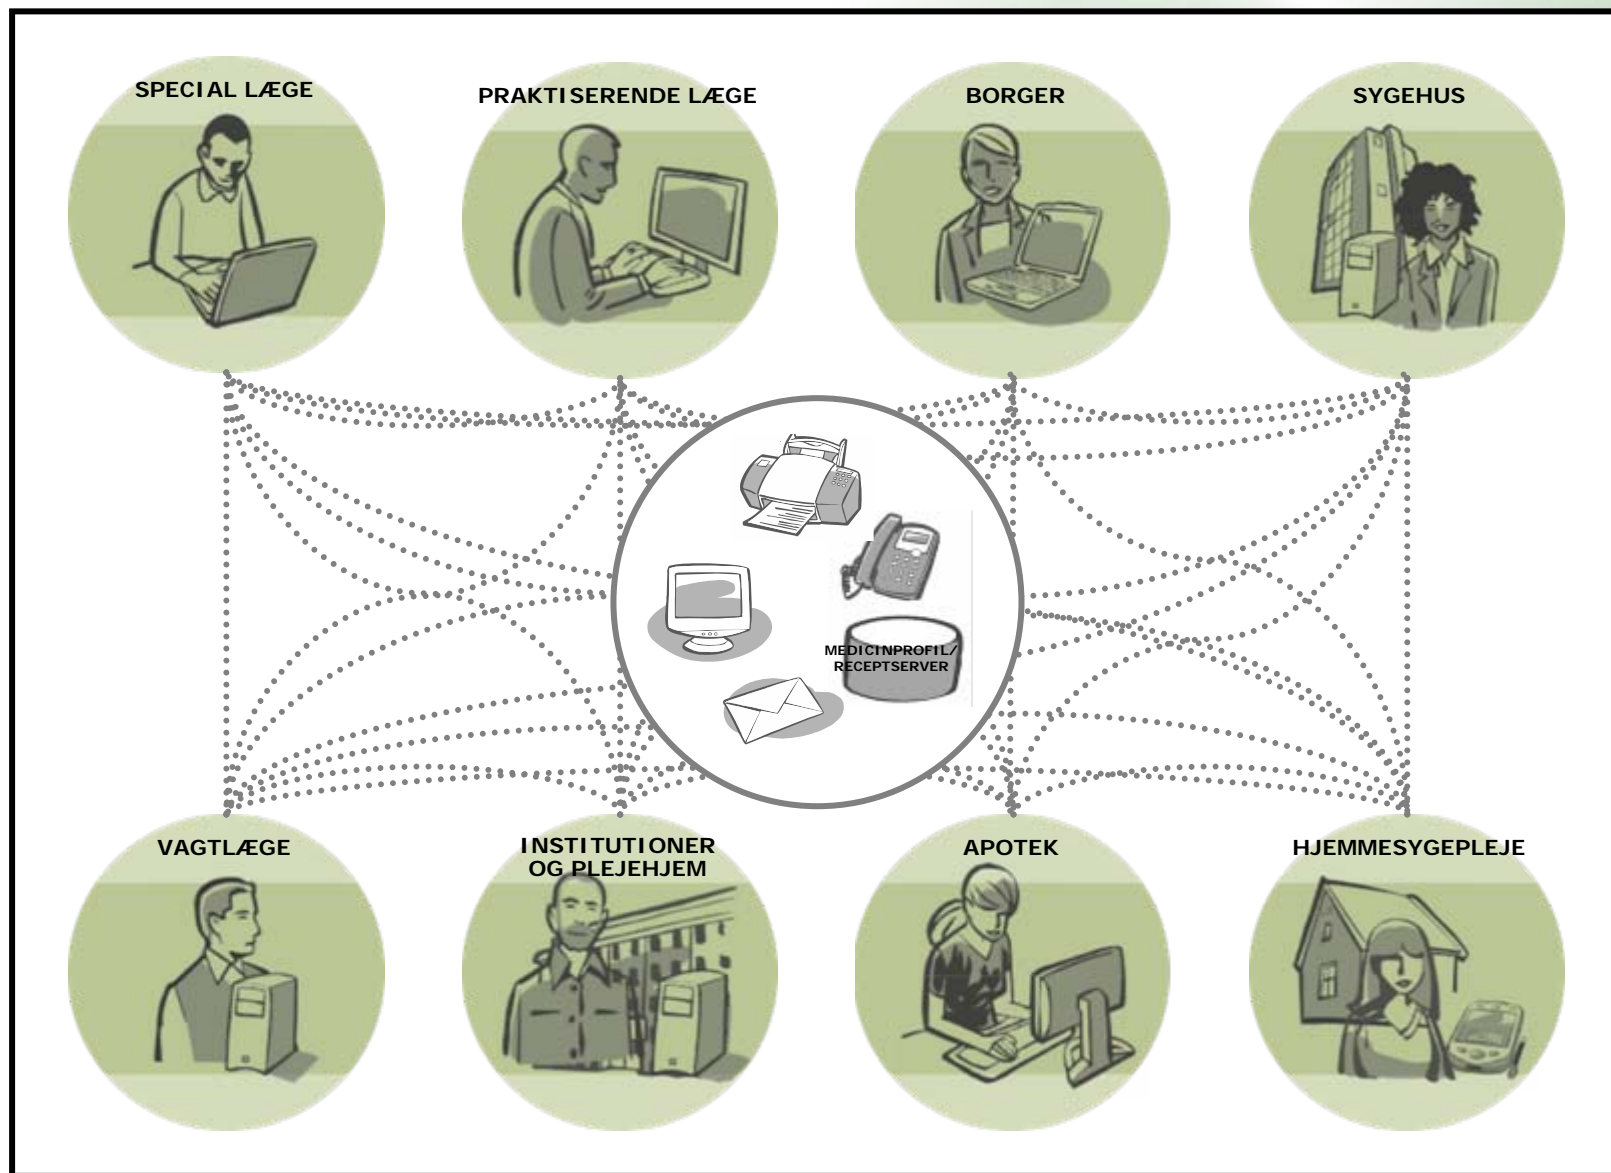 SPECIAL LÆGE
PRAKTISERENDE LÆGE
BORGER
SYGEHUS
MEDICINPROFIL/
RECEPTSERVER
VAGTLÆGE
INSTITUTIONER
OG PLEJEHJEM
APOTEK
HJEMMESYGEPLEJE